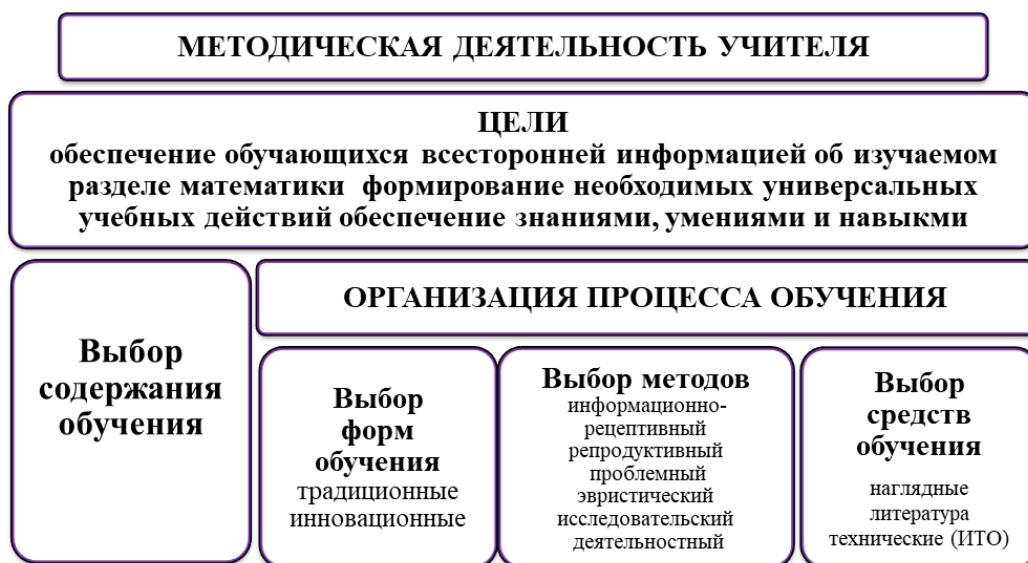 МЕТОДИЧЕСКАЯ ДЕЯТЕЛЬНОСТЬ УЧИТЕЛЯ
ЦЕЛИ
обеспечение обучающихся всесторонней информацией об изучаемом
разделе математики формирование необходимых универсальных
учебных действий обеспечение знаниями, умениями и навыкми
Выбор
содержания
обучения
ОРГАНИЗАЦИЯ ПРОЦЕССА ОБУЧЕНИЯ
Выбор
форм
обучения
традиционные
инновационные
Выбор методов
информационно-
рецептивный
репродуктивный
проблемный
эвристический
исследовательский
деятельностный
Выбор
средств
обучения
наглядные
литература
технические (ИТО)